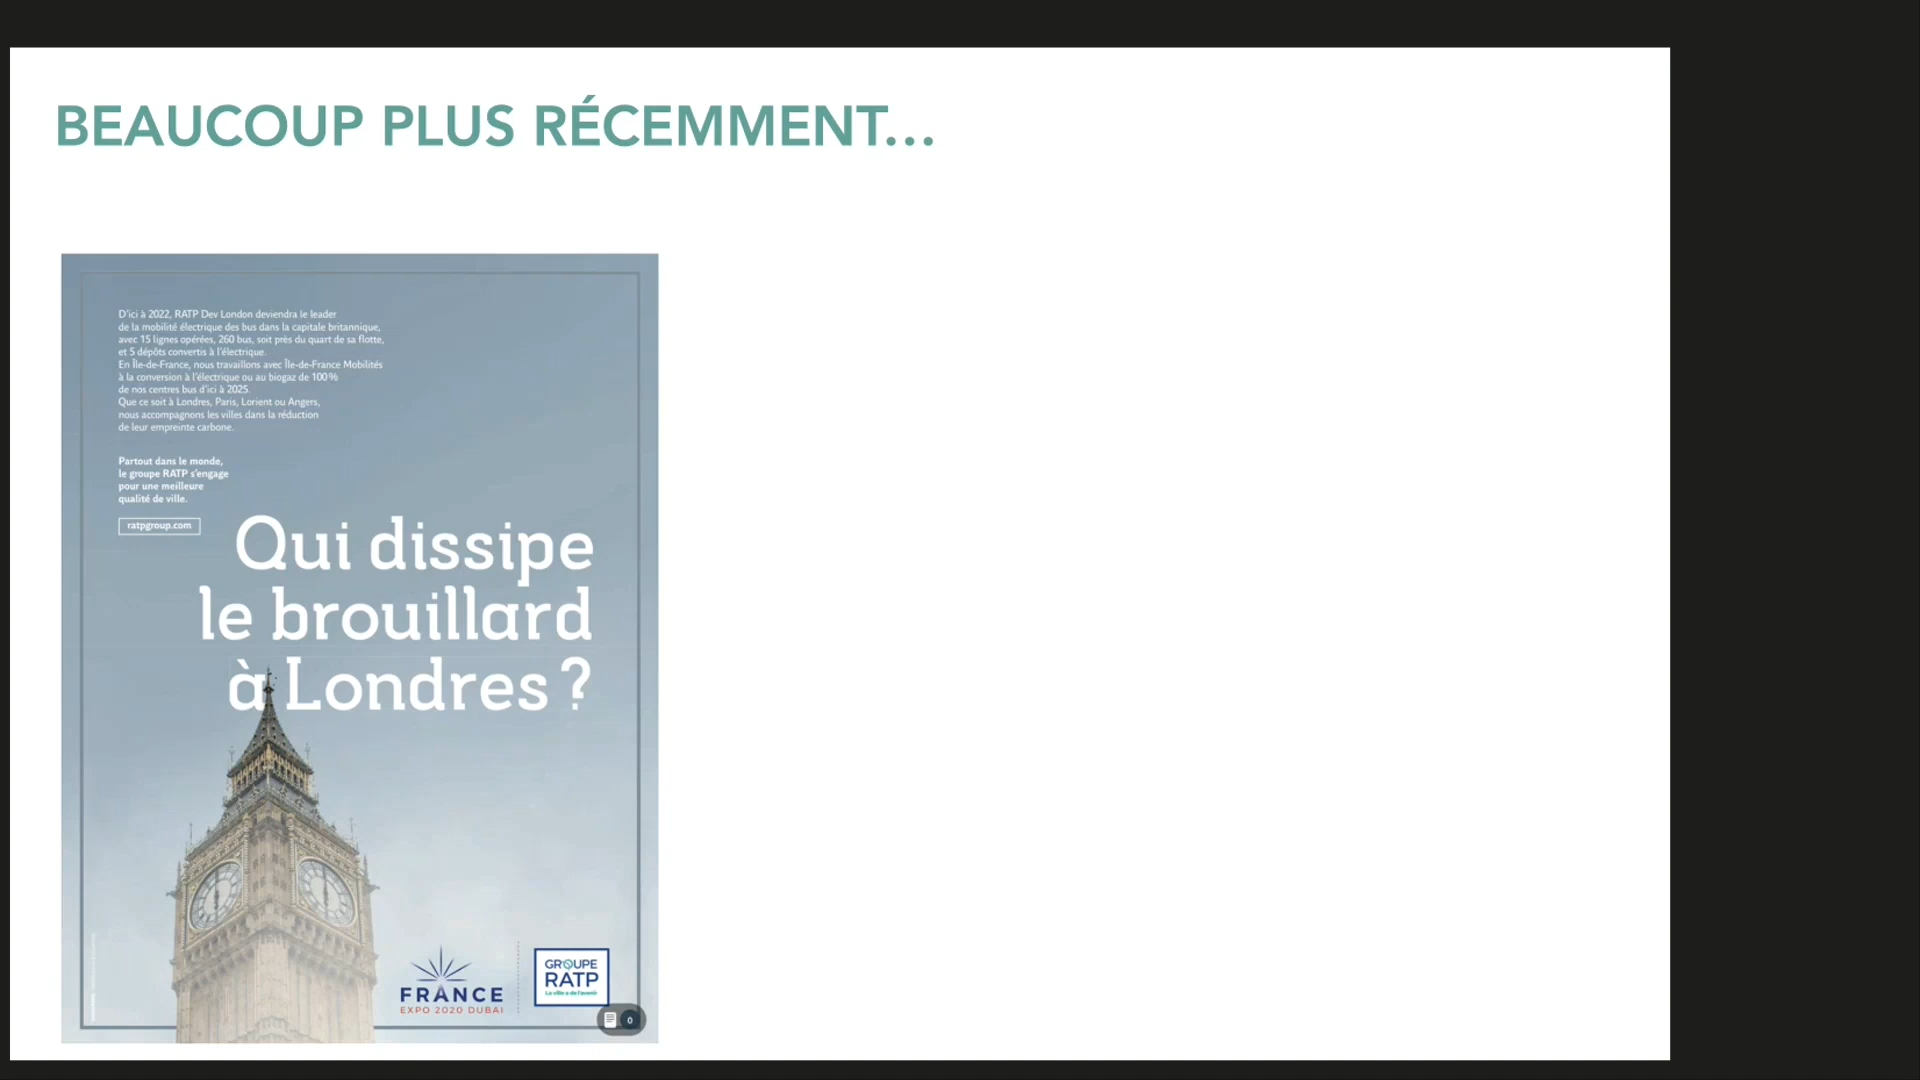 BEAUCOUP PLUS RÉCEMMENT...
D'ici à 2022, RATP Dev London deviendra le leader
de la mobilité électrique des bus dans la capitale britannique,
avec 15 lignes opérées, 260 bus, soit près du quart de sa flotte,
et 5 dépôts convertis à l'électrique.
En Île-de-France, nous travaillons avec Île-de-France Mobilités
à la conversion à l'électrique ou au biogaz de 100 %
de nos centres bus d'ici à 2025.
Que ce soit à Londres, Paris, Lorient ou Angers,
nous accompagnons les villes dans la réduction
de leur empreinte carbone.
Partout dans le monde,
le groupe RATP s'engage
pour une meilleure
qualité de ville.
ratpgroup.com
Qui dissipe
le brouillard
à Londres ?
FRANCE
EXPO 2020 DUBAI
GROUPE
RATP
La ville a de l'avenir
0